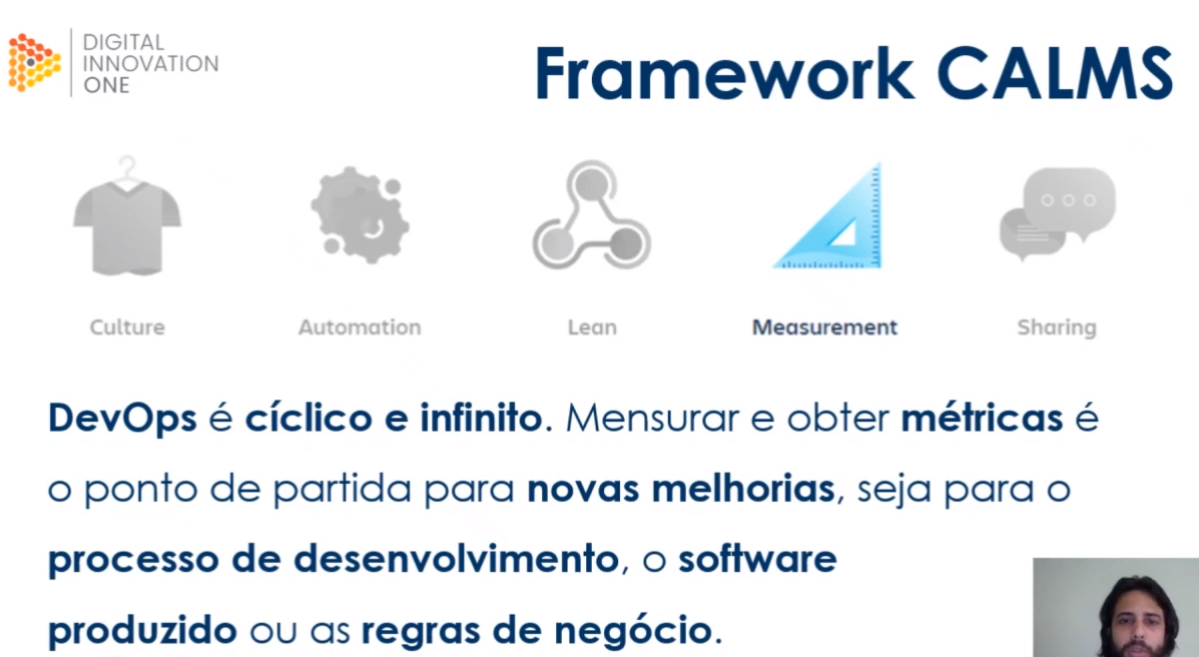 DIGITAL
INNOVATION
ONE
Framework CALMS
Culture
Automation
Lean
Measurement
Sharing
DevOps é cíclico e infinito. Mensurar e obter métricas é
o ponto de partida para novas melhorias, seja para o
processo de desenvolvimento, o software
produzido ou as regras de negócio.